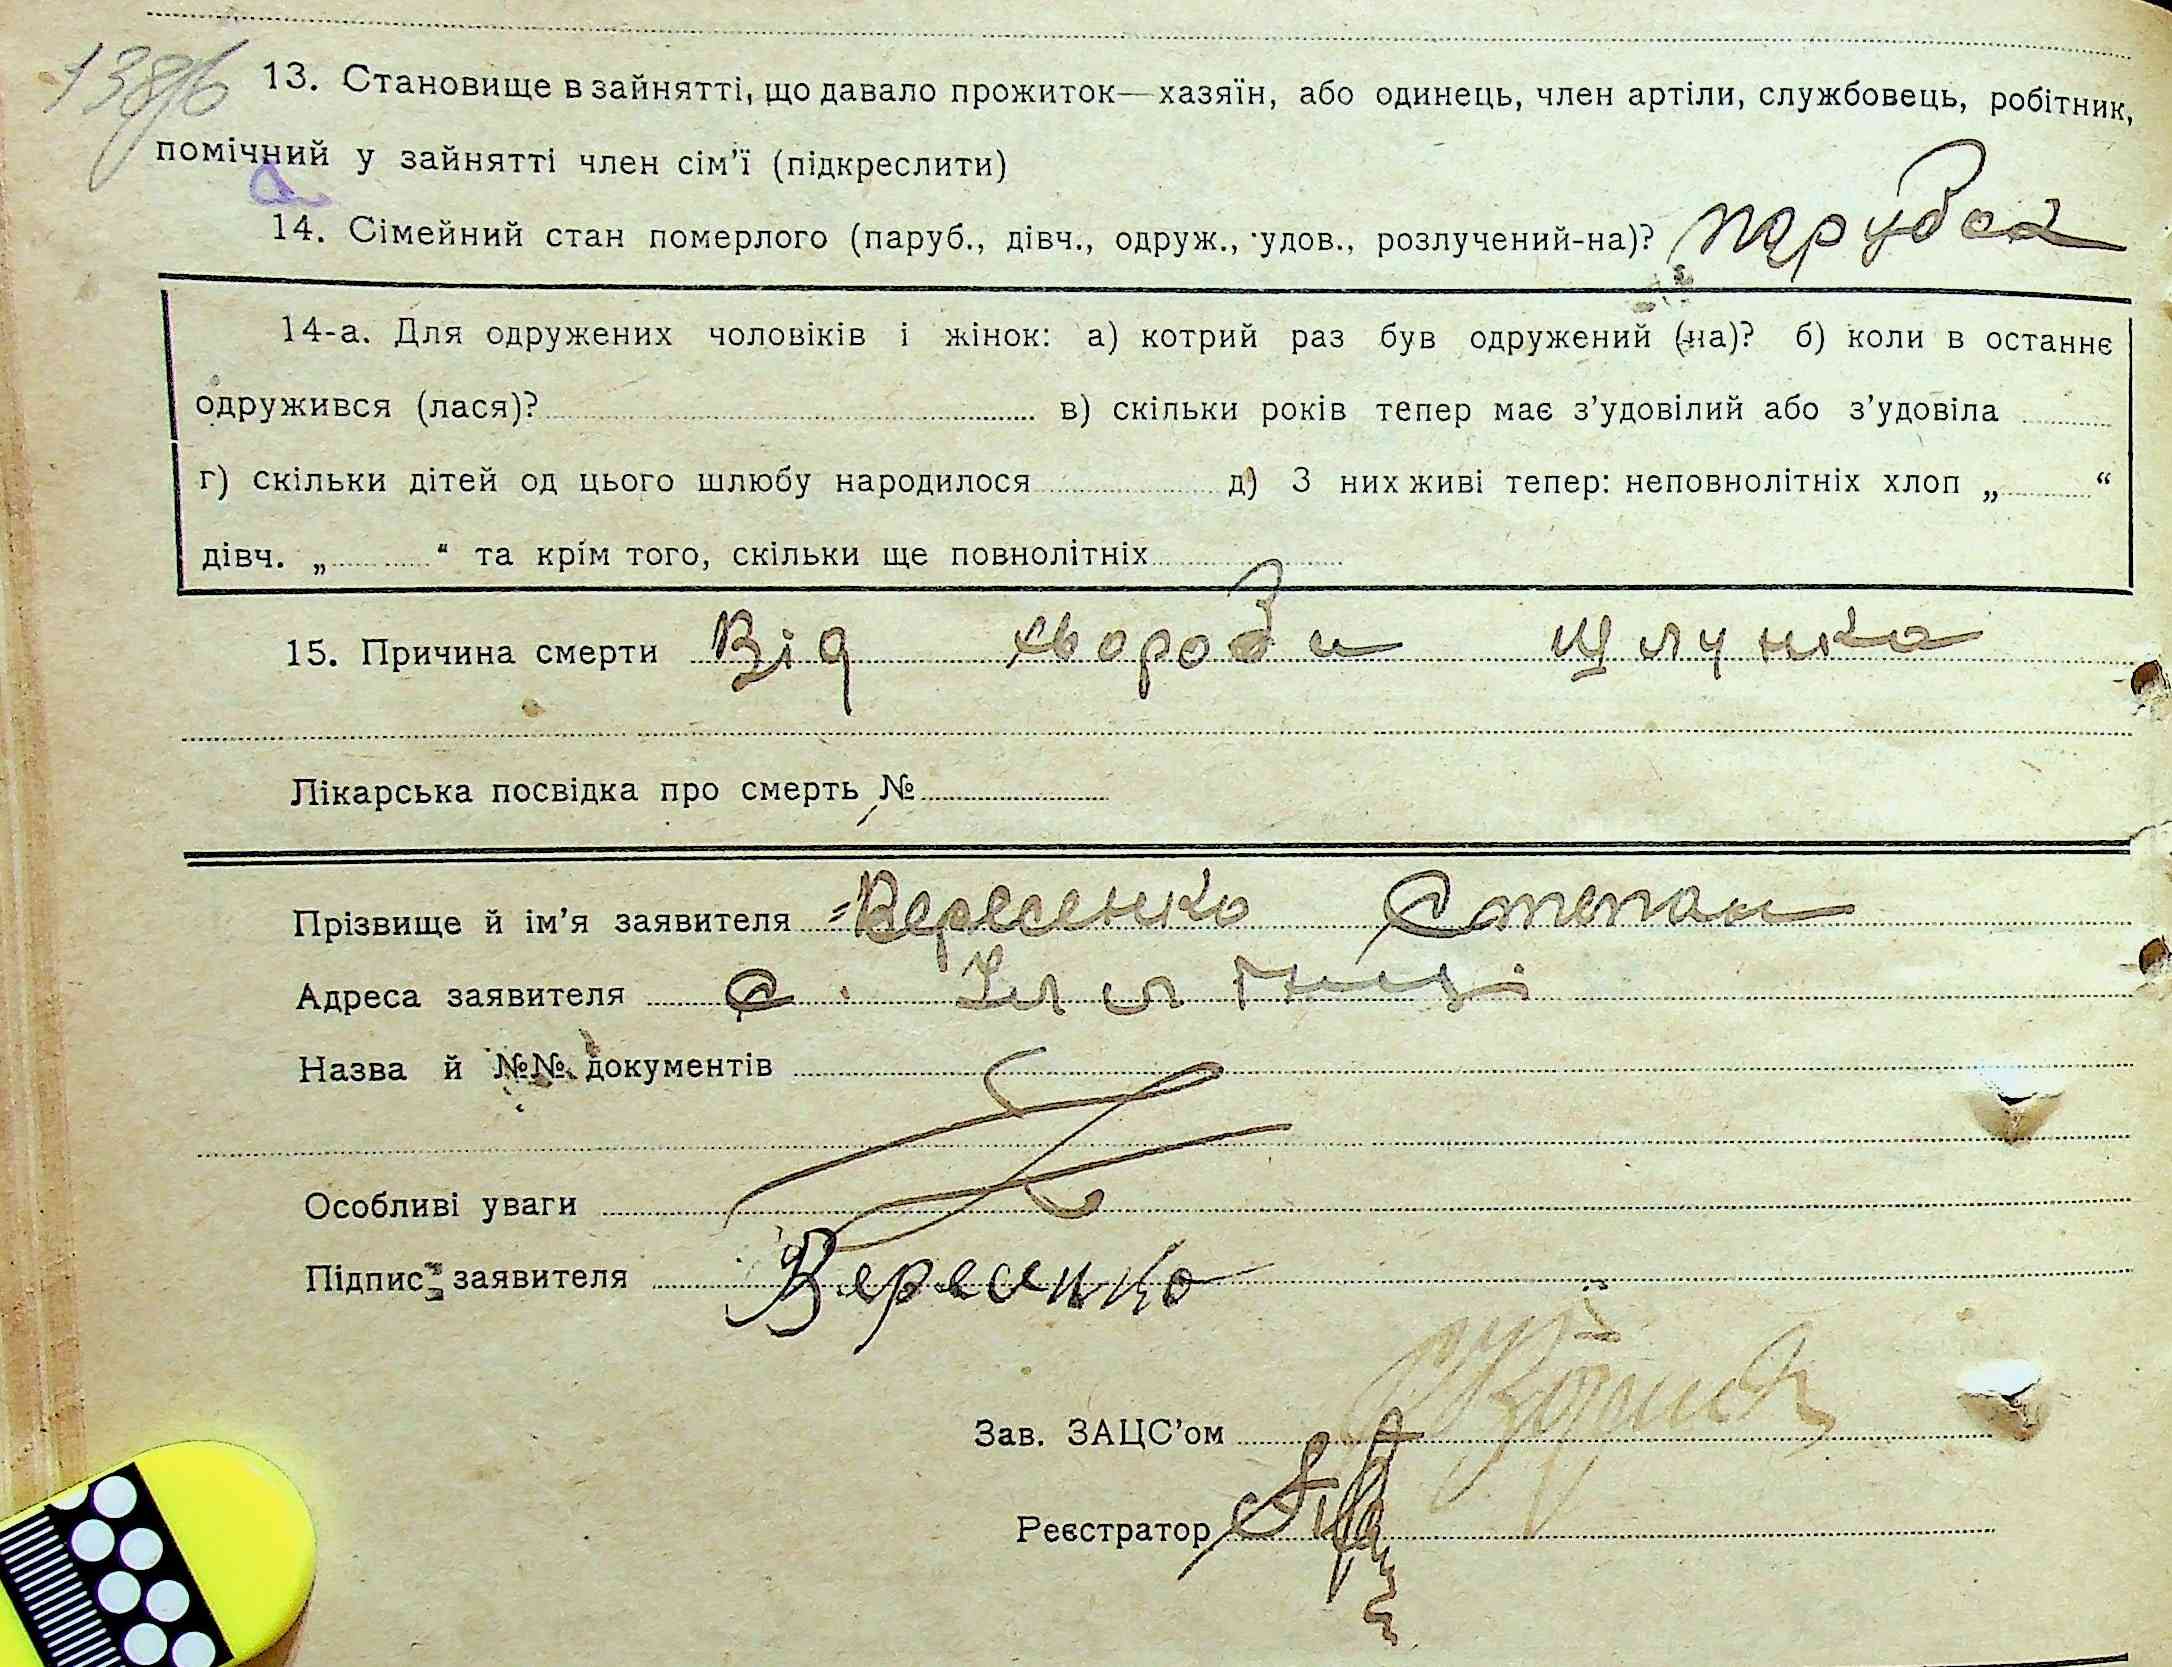 13. Становище в зайнятті, що давало прожиток—хазяїн, або одинець, член артіли, службовець, робітник,
помічний у зайнятті член сім'ї (підкреслити)
14. Сімейний стан померлого (паруб., дівч., одруж., удов., розлучений-на)?
14-а. Для одружених чоловіків і жінок: а) котрий раз був одружений (-на)? б) коли в останнє
одружився (лася)? в) скільки років тепер має з'удовілий або з'удовіла
г) скільки дітей од цього шлюбу народилося д) З них живі тепер: неповнолітніх хлоп „ “
дівч. „ “ та крім того, скільки ще повнолітніх
15. Причина смерти Від хвороби щлунка
Лікарська посвідка про смерть №
Прізвище й ім'я заявителя Вересенко Степан
Адреса заявителя с.
Назва й №№ документів
Особливі уваги
Підпис заявителя Вересенко
Зав. ЗАЦС'ом
Реєстратор